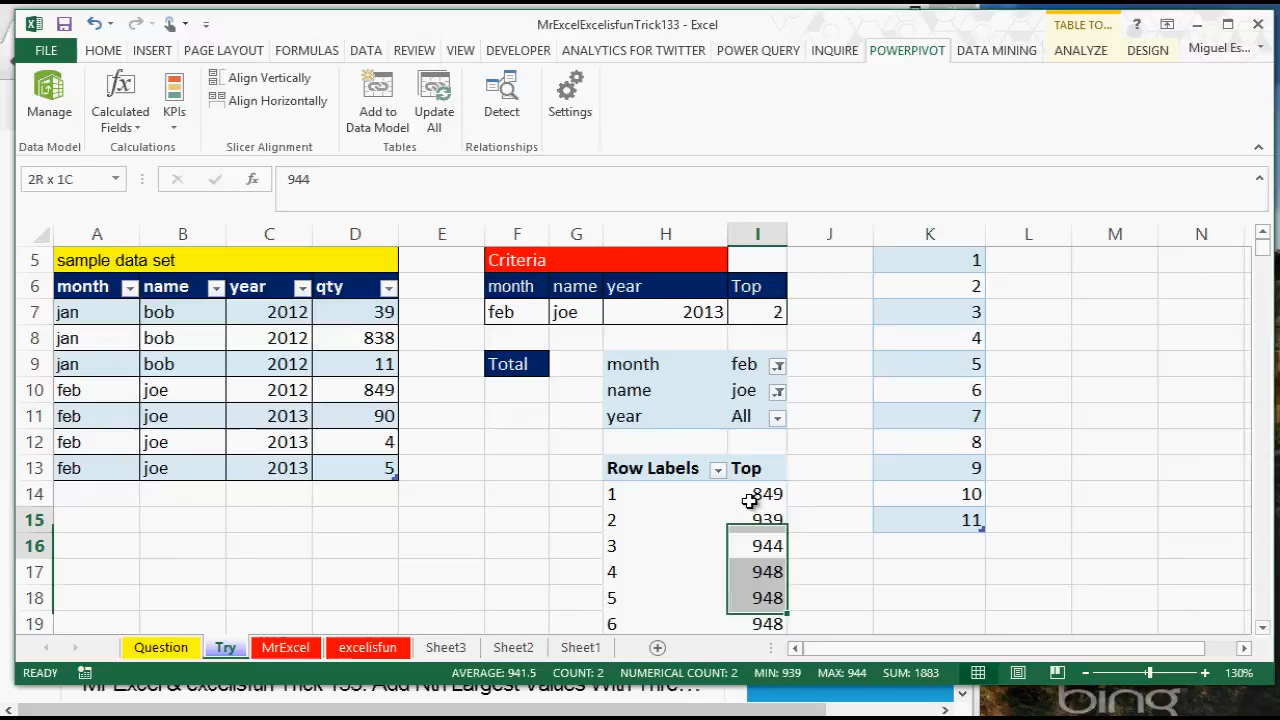 MrExcelExcelisfunTrick133 - Excel
TABLE TO...
FILE HOME INSERT PAGE LAYOUT FORMULAS DATA REVIEW VIEW DEVELOPER ANALYTICS FOR TWITTER POWER QUERY INQUIRE POWERPIVOT DATA MINING ANALYZE DESIGN Miguel Es...
Manage
Calculated Fields
KPIs
Align Vertically
Align Horizontally
Add to Data Model
Update All
Detect
Settings
Data Model Calculations Slicer Alignment Tables Relationships
2R x 1C fx 944
A B C D E F G H I J K L M N
5 sample data set Criteria 1
6 month name year qty month name year Top 2
7 jan bob 2012 39 feb joe 2013 2 3
8 jan bob 2012 838 4
9 jan bob 2012 11 Total month feb 5
10 feb joe 2012 849 name joe 6
11 feb joe 2013 90 year All 7
12 feb joe 2013 4 8
13 feb joe 2013 5 Row Labels Top 9
14 1 849 10
15 2 939 11
16 3 944
17 4 948
18 5 948
19 6 948
Question Try MrExcel excelisfun Sheet3 Sheet2 Sheet1
READY AVERAGE: 941.5 COUNT: 2 NUMERICAL COUNT: 2 MIN: 939 MAX: 944 SUM: 1883 130%
Mr Excel & excelisfun Trick 133: Add Nth Largest Values With Thre...
bing